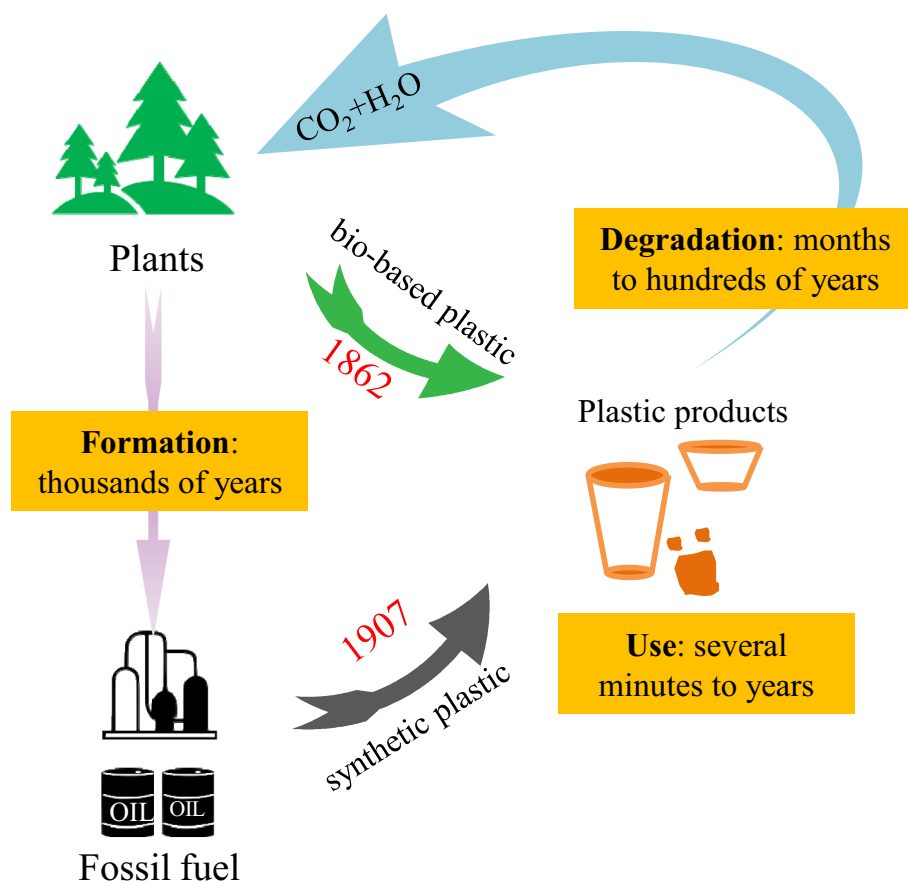 CO₂+H₂O
Plants
bio-based plastic
1862
Degradation: months
to hundreds of years
Formation:
thousands of years
Plastic products
1907
synthetic plastic
Use: several
minutes to years
OIL
OIL
Fossil fuel